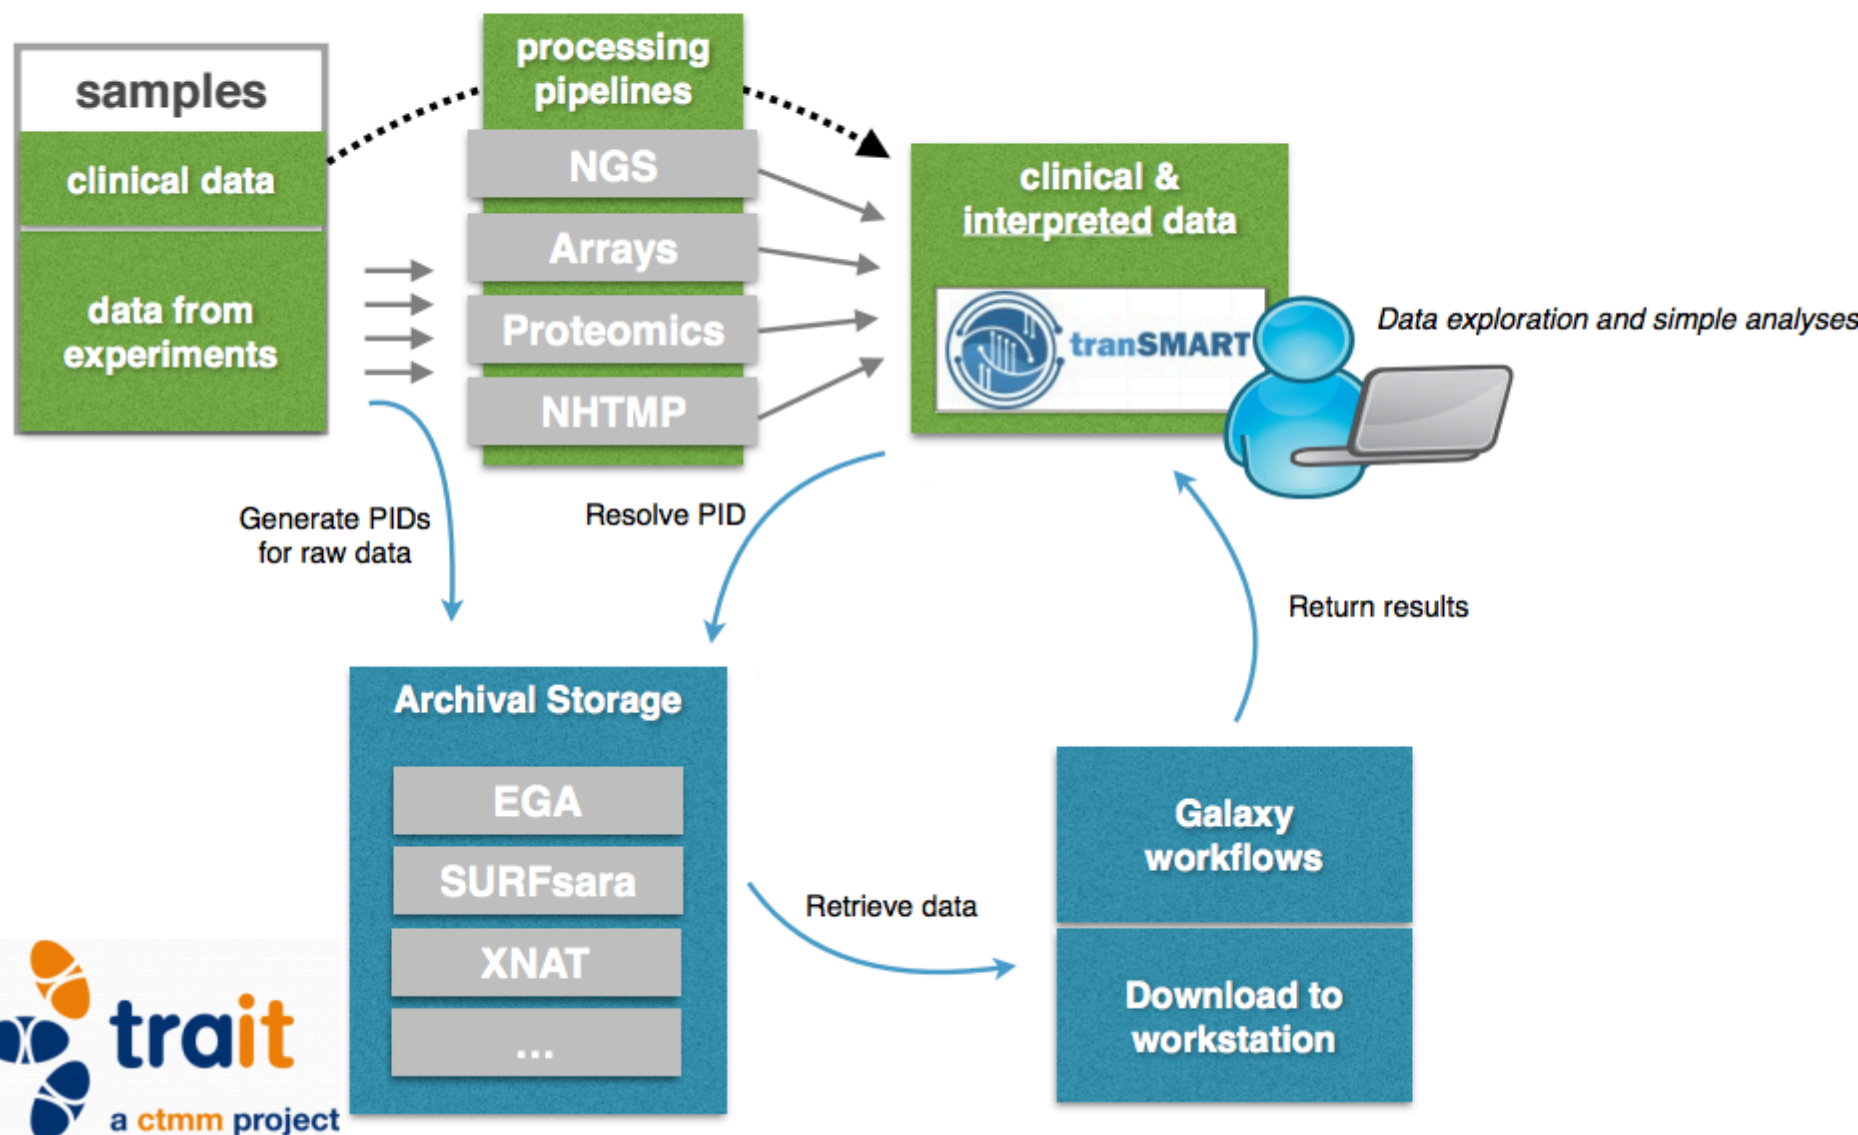 samples
clinical data
data from
experiments
processing
pipelines
NGS
Arrays
Proteomics
NHTMP
clinical &
interpreted data
tranSMART
Data exploration and simple analyses
Generate PIDs
for raw data
Resolve PID
Return results
Archival Storage
EGA
SURFsara
XNAT
...
Retrieve data
Galaxy
workflows
Download to
workstation
trait
a ctmm project